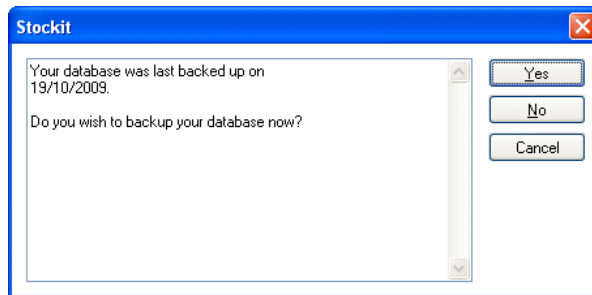 Stockit
Your database was last backed up on
19/10/2009.
Do you wish to backup your database now?
Yes
No
Cancel